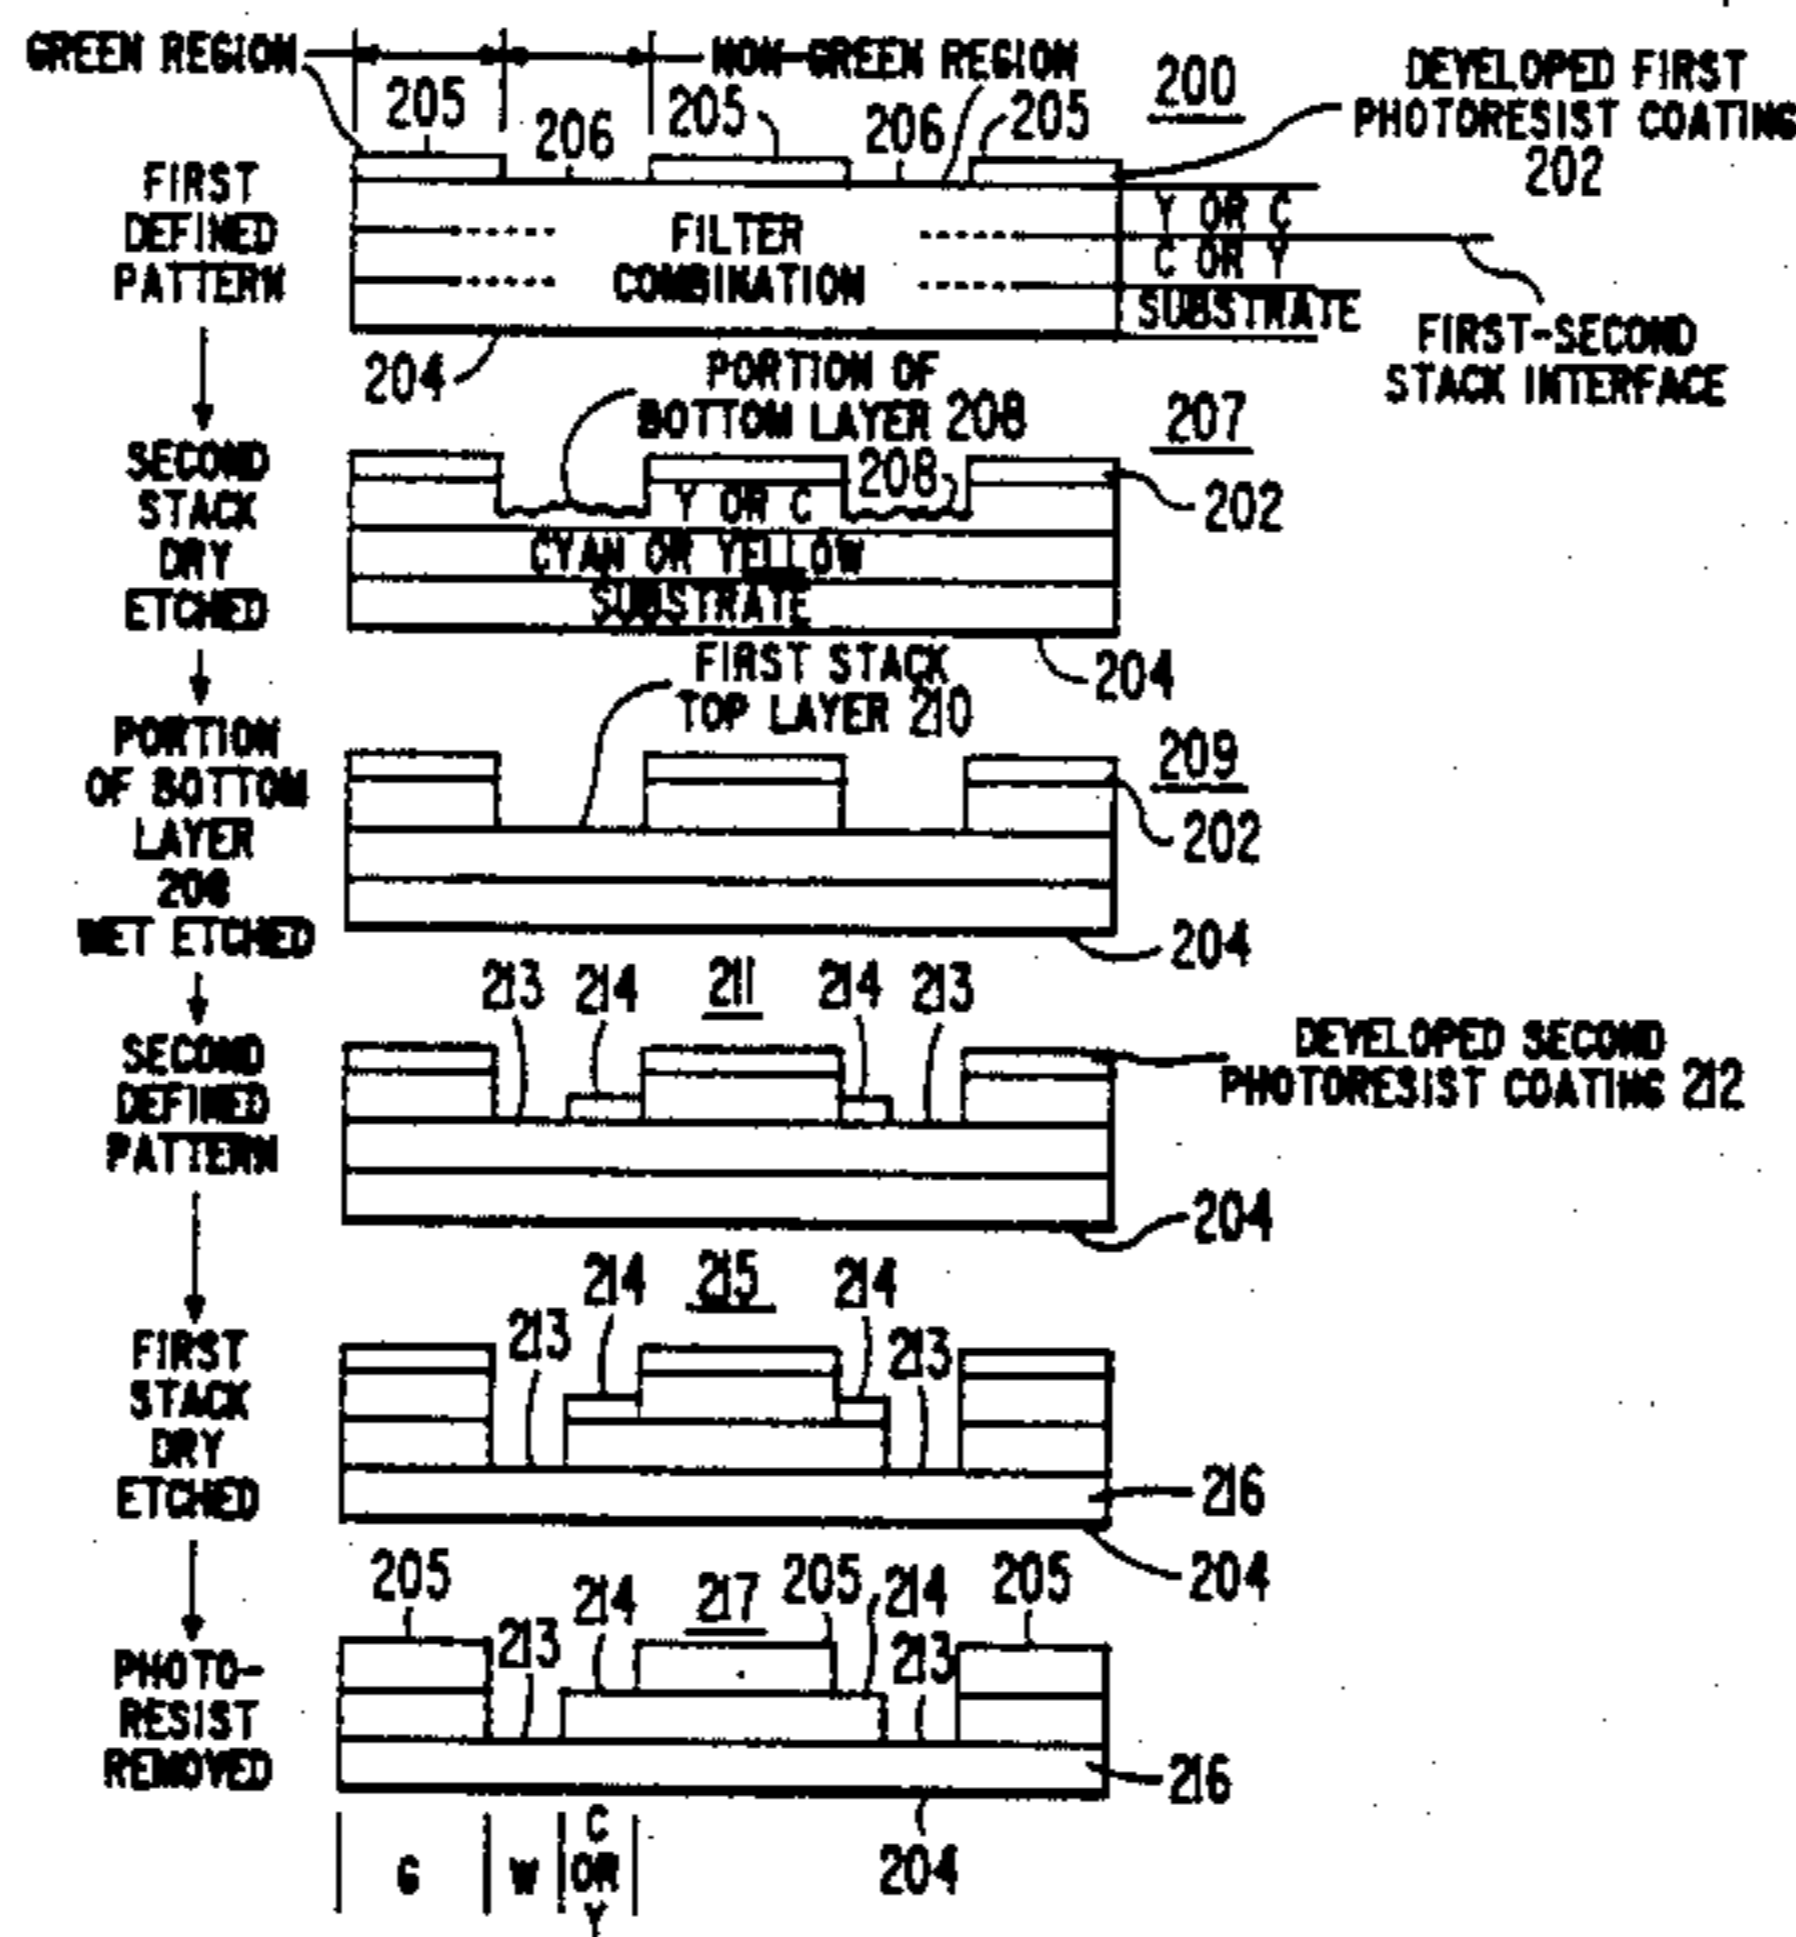 GREEN REGION
NON-GREEN REGION
200
DEVELOPED FIRST
PHOTORESIST COATING
202
205
206
205
206
205
FIRST
DEFINED
PATTERN
FILTER
COMBINATION
Y OR C
C OR Y
SUBSTRATE
FIRST-SECOND
STACK INTERFACE
204
PORTION OF
BOTTOM LAYER 208
207
SECOND
STACK
DRY
ETCHED
208
Y OR C
202
CYAN OR YELLOW
SUBSTRATE
204
FIRST STACK
TOP LAYER 210
PORTION
OF BOTTOM
LAYER
208
WET ETCHED
209
202
204
213
214
211
214
213
SECOND
DEFINED
PATTERN
DEVELOPED SECOND
PHOTORESIST COATING 212
204
214
215
214
213
213
FIRST
STACK
DRY
ETCHED
216
204
205
214
217
205
214
205
213
213
PHOTO-
RESIST
REMOVED
216
204
G
W
C
OR
Y